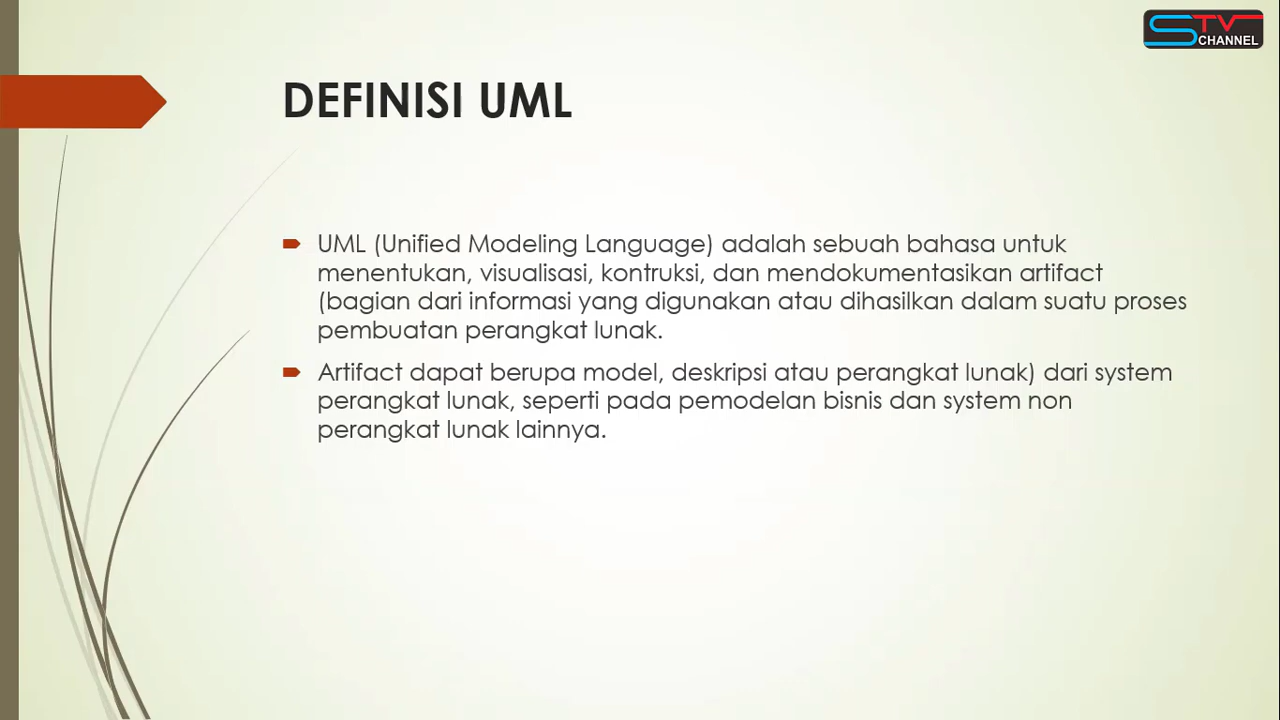 STV
CHANNEL
DEFINISI UML
UML (Unified Modeling Language) adalah sebuah bahasa untuk
menentukan, visualisasi, kontruksi, dan mendokumentasikan artifact
(bagian dari informasi yang digunakan atau dihasilkan dalam suatu proses
pembuatan perangkat lunak.
Artifact dapat berupa model, deskripsi atau perangkat lunak) dari system
perangkat lunak, seperti pada pemodelan bisnis dan system non
perangkat lunak lainnya.